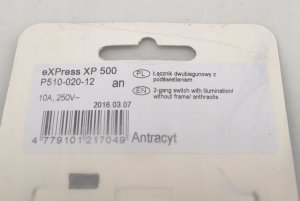 eXPress XP 500
P510-020-12 an
10A, 250V~
2016.03.07
4 779101 217049
PL Łącznik dwubiegunowy z
podświetleniem
EN 2-gang switch with illumination/
without frame/ anthracite
Antracyt